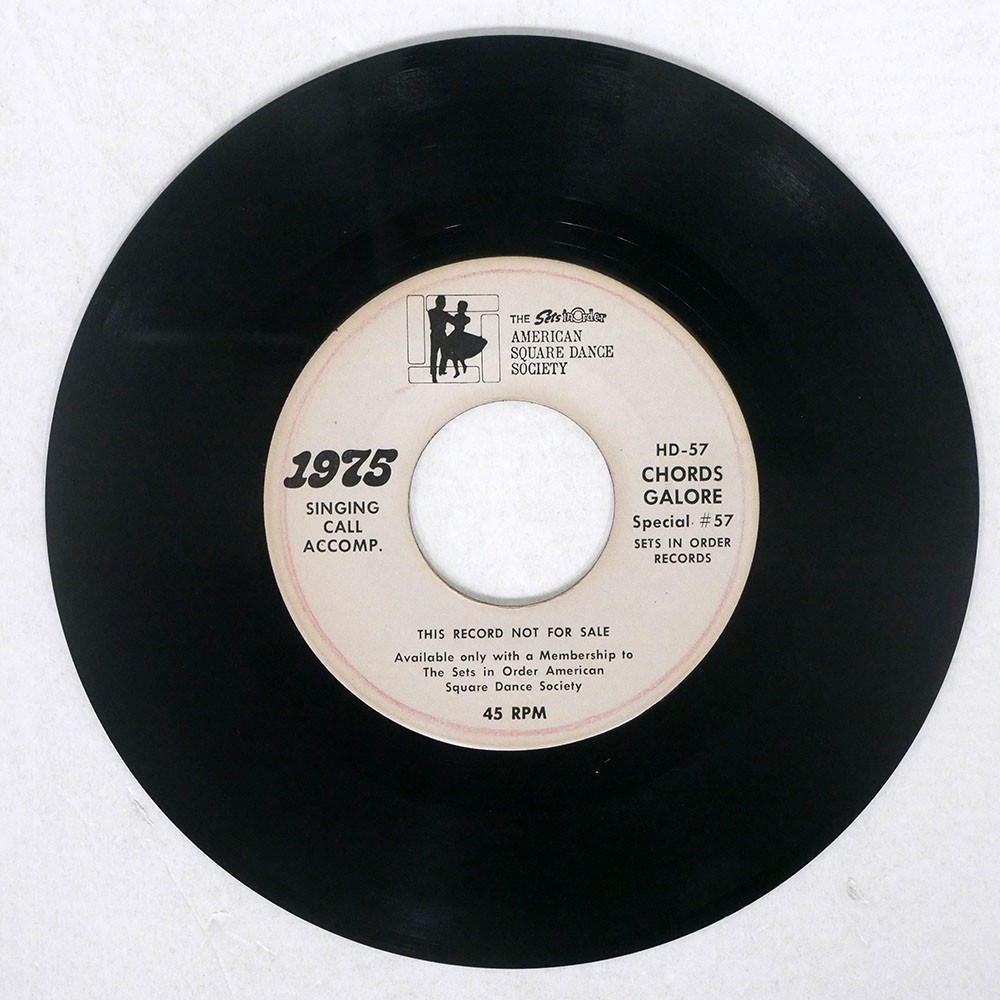 THE Sets in Order
AMERICAN
SQUARE DANCE
SOCIETY
1975
SINGING
CALL
ACCOMP.
HD-57
CHORDS
GALORE
Special #57
SETS IN ORDER
RECORDS
THIS RECORD NOT FOR SALE
Available only with a Membership to
The Sets in Order American
Square Dance Society
45 RPM